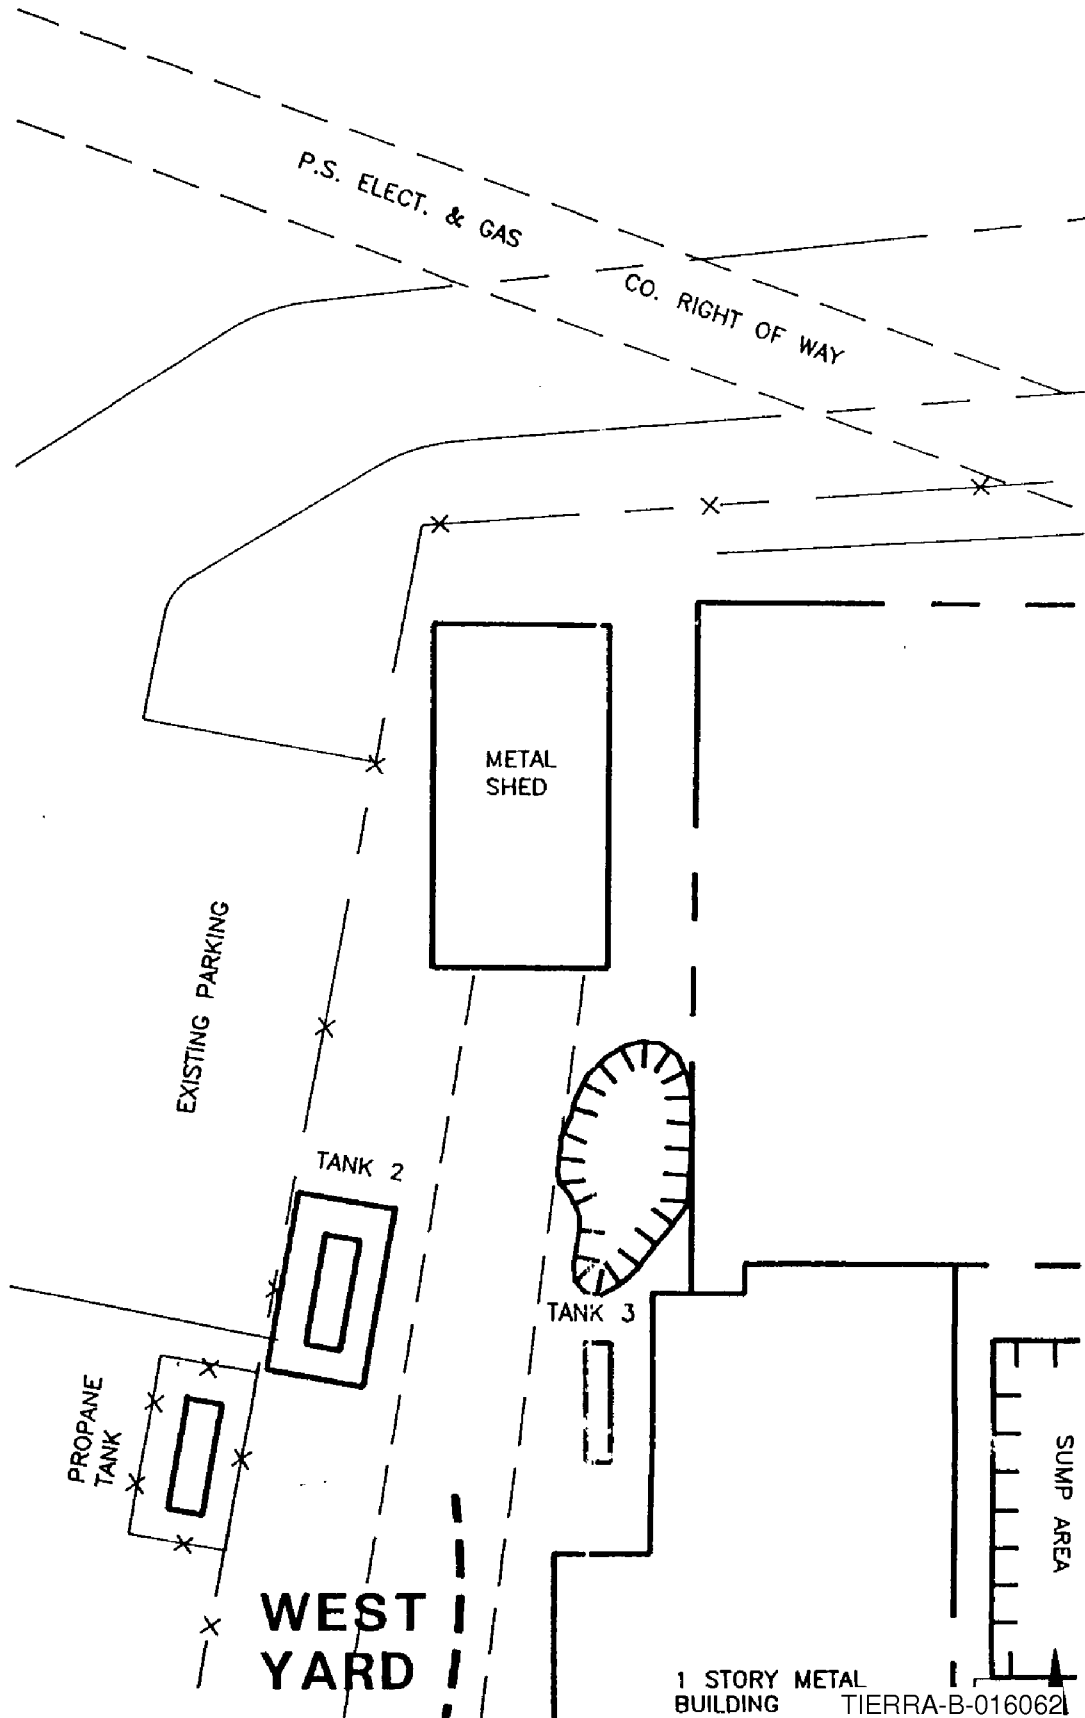 P.S. ELECT. & GAS
CO. RIGHT OF WAY
METAL
SHED
EXISTING PARKING
TANK 2
TANK 3
PROPANE
TANK
SUMP AREA
WEST
YARD
1 STORY METAL
BUILDING
TIERRA-B-016062